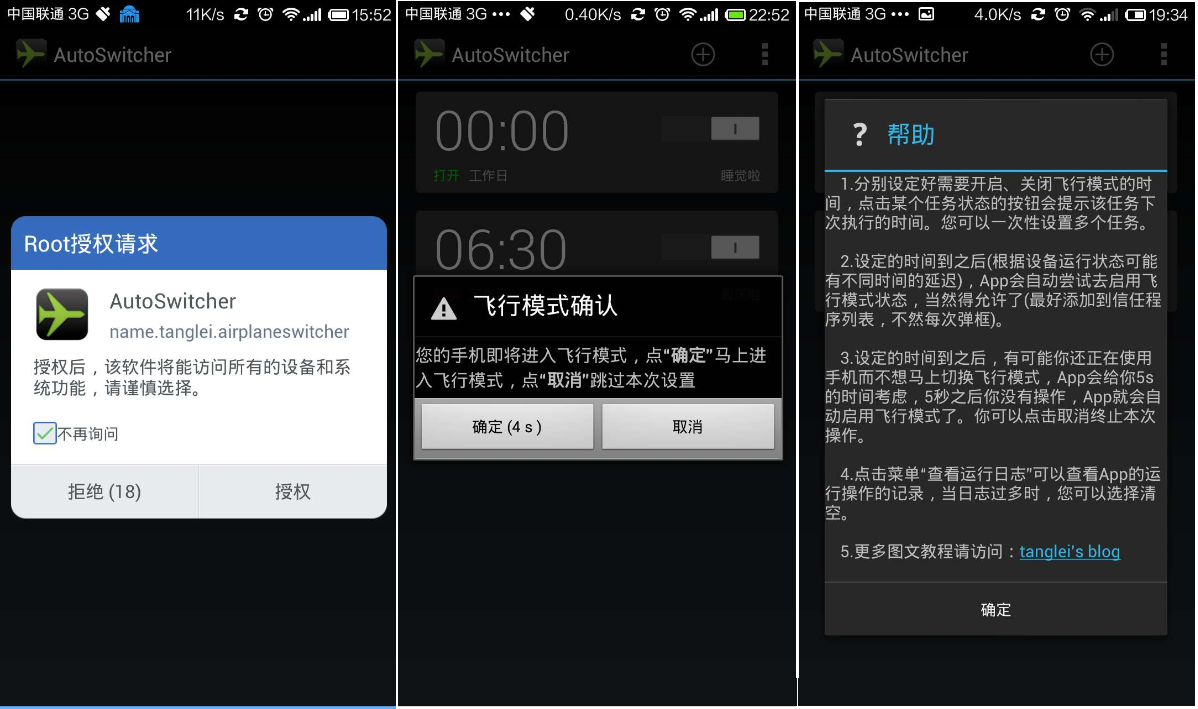 中国联通 3G 11K/s 15:52
AutoSwitcher
Root授权请求
AutoSwitcher
name.tanglei.airplaneswitcher
授权后，该软件将能访问所有的设备和系
统功能，请谨慎选择。
不再询问
拒绝 (18) 授权
中国联通 3G ••• 0.40K/s 22:52
AutoSwitcher
00:00
打开 工作日 睡觉啦
06:30
飞行模式确认
您的手机即将进入飞行模式，点“确定”马上进
入飞行模式，点“取消”跳过本次设置
确定 (4 s ) 取消
中国联通 3G ••• 4.0K/s 19:34
AutoSwitcher
? 帮助
1.分别设定好需要开启、关闭飞行模式的时
间，点击某个任务状态的按钮会提示该任务下
次执行的时间。您可以一次性设置多个任务。
2.设定的时间到之后(根据设备运行状态可能
有不同时间的延迟)，App会自动尝试去启用飞
行模式状态，当然得允许了(最好添加到信任程
序列表，不然每次弹框)。
3.设定的时间到之后，有可能你还正在使用
手机而不想马上切换飞行模式，App会给你5s
的时间考虑，5秒之后你没有操作，App就会自
动启用飞行模式了。你可以点击取消终止本次
操作。
4.点击菜单“查看运行日志”可以查看App的运
行操作的记录，当日志过多时，您可以选择清
空。
5.更多图文教程请访问：tanglei's blog
确定